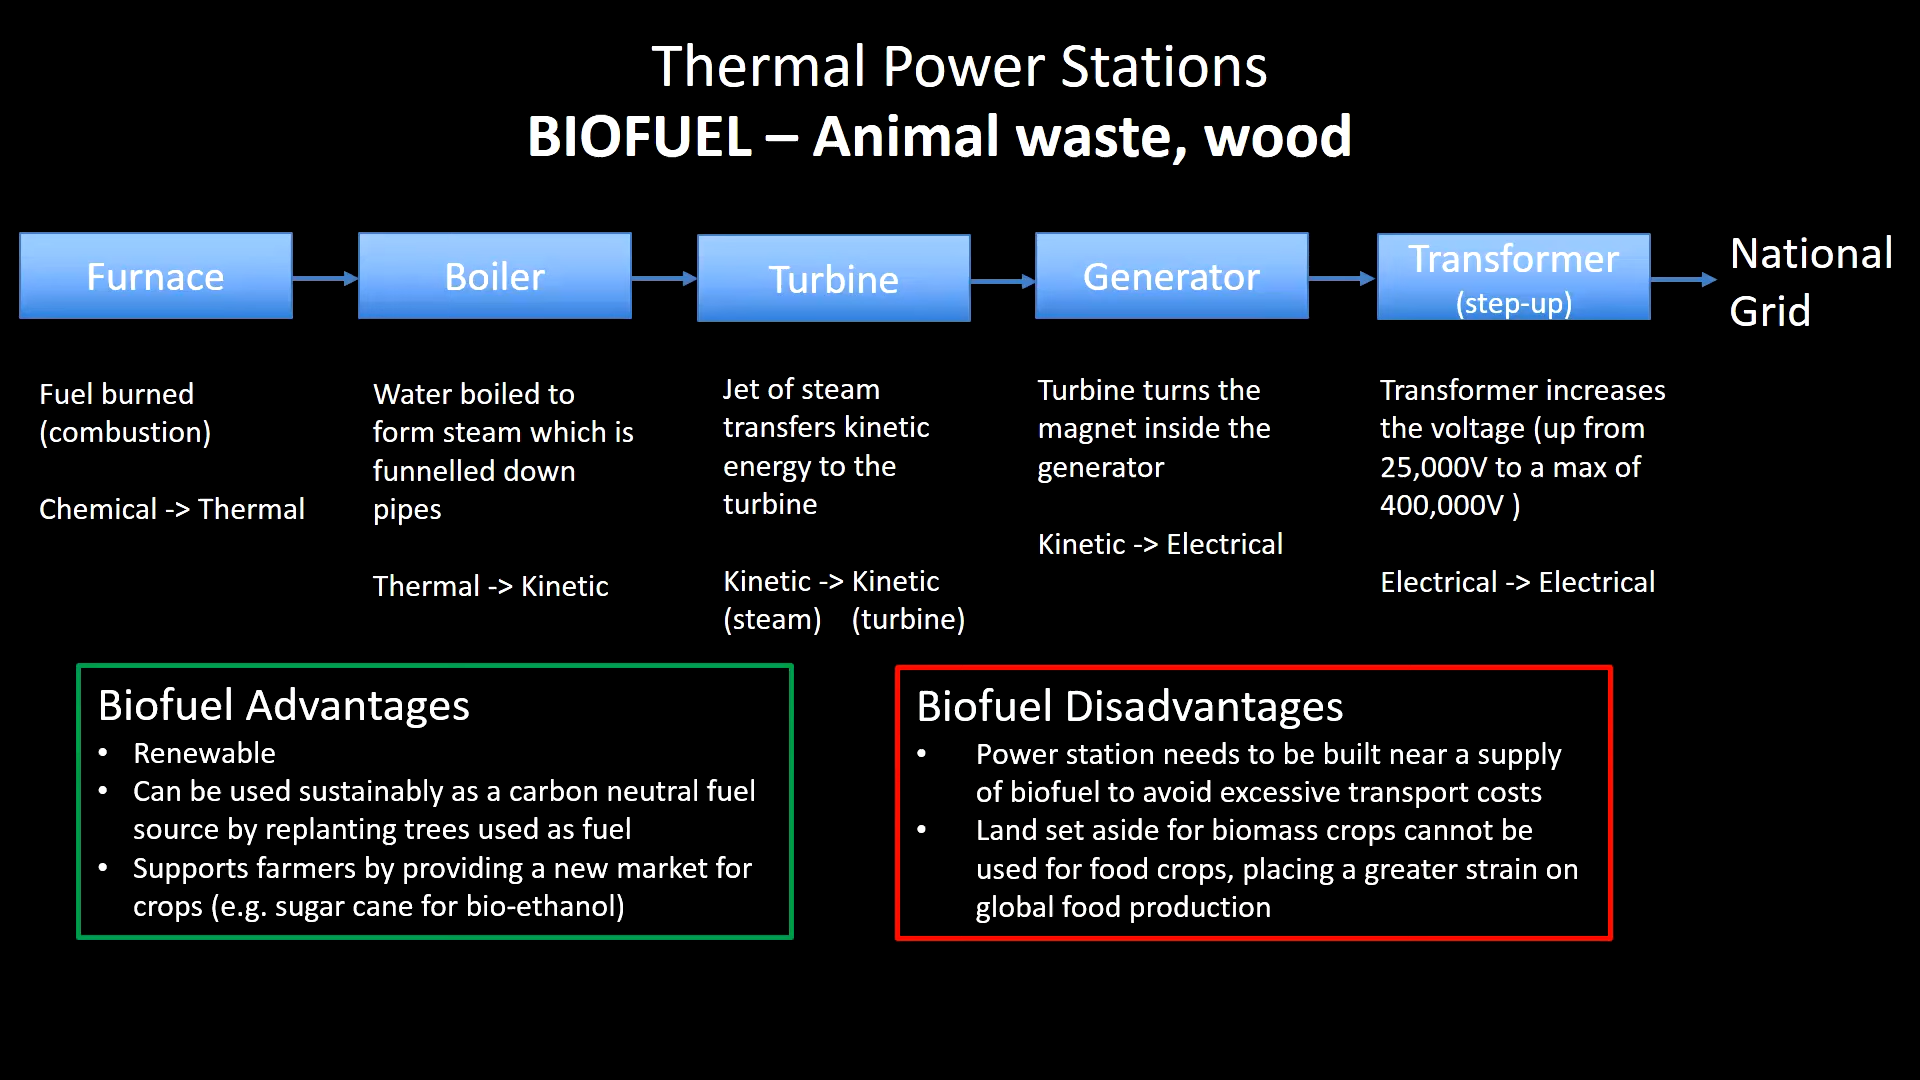 Thermal Power Stations
BIOFUEL – Animal waste, wood
Furnace
Boiler
Turbine
Generator
Transformer
(step-up)
National
Grid
Fuel burned
(combustion)
Chemical -> Thermal
Water boiled to
form steam which is
funnelled down
pipes
Thermal -> Kinetic
Jet of steam
transfers kinetic
energy to the
turbine
Kinetic -> Kinetic
(steam) (turbine)
Turbine turns the
magnet inside the
generator
Kinetic -> Electrical
Transformer increases
the voltage (up from
25,000V to a max of
400,000V )
Electrical -> Electrical
Biofuel Advantages
• Renewable
• Can be used sustainably as a carbon neutral fuel
source by replanting trees used as fuel
• Supports farmers by providing a new market for
crops (e.g. sugar cane for bio-ethanol)
Biofuel Disadvantages
• Power station needs to be built near a supply
of biofuel to avoid excessive transport costs
• Land set aside for biomass crops cannot be
used for food crops, placing a greater strain on
global food production